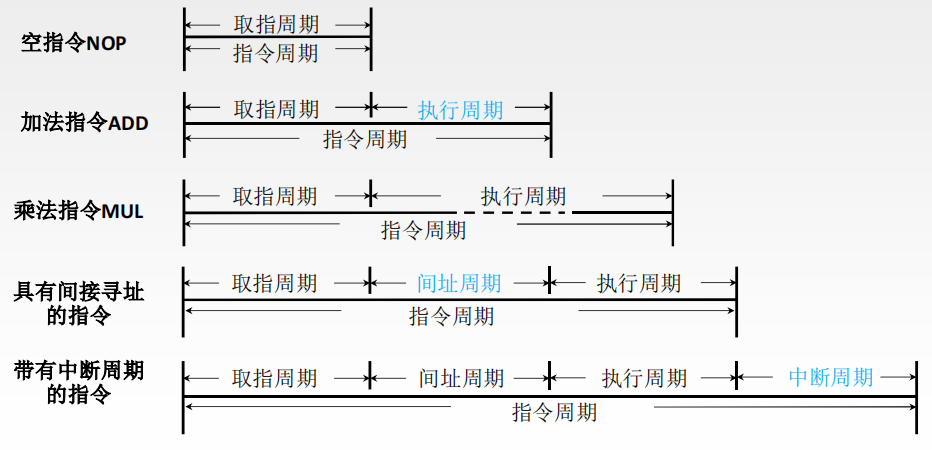 空指令NOP
取指周期
指令周期
加法指令ADD
取指周期 执行周期
指令周期
乘法指令MUL
取指周期 执行周期
指令周期
具有间接寻址
的指令
取指周期 间址周期 执行周期
指令周期
带有中断周期
的指令
取指周期 间址周期 执行周期 中断周期
指令周期